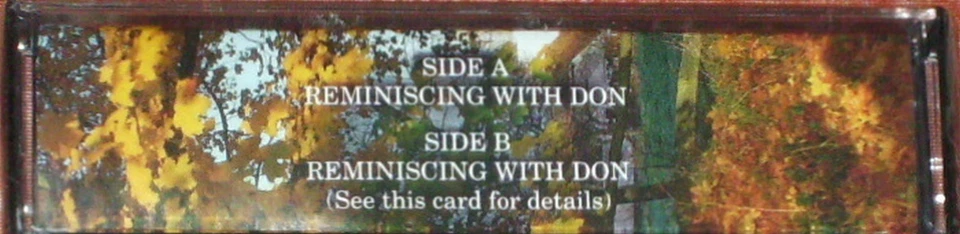 SIDE A
REMINISCING WITH DON
SIDE B
REMINISCING WITH DON
(See this card for details)